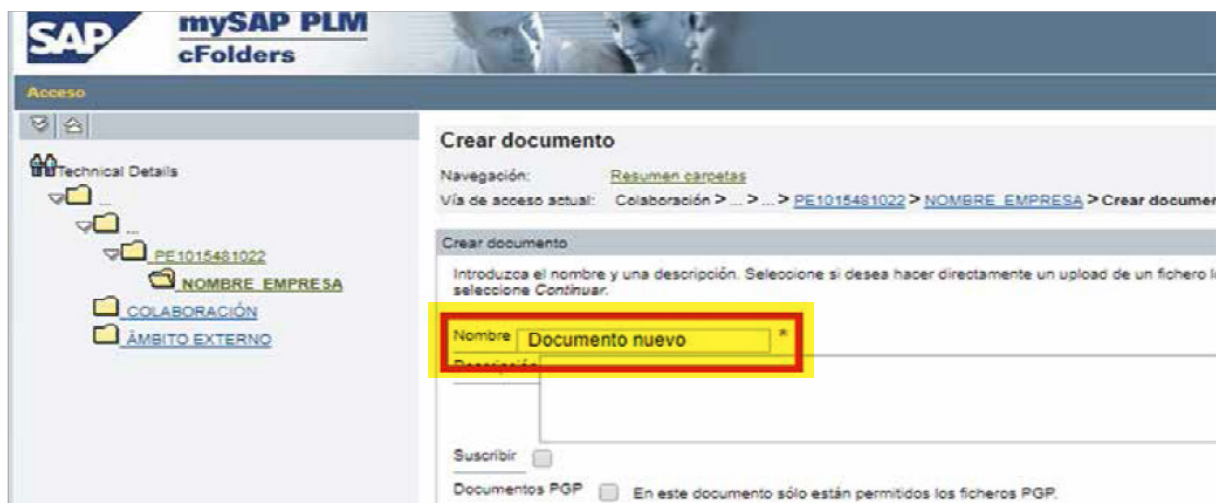 SAP
mySAP PLM
cFolders
Acceso
Technical Details
...
...
PE1015481022
NOMBRE_EMPRESA
COLABORACIÓN
ÁMBITO EXTERNO
Crear documento
Navegación: Resumen carpetas
Vía de acceso actual: Colaboración > ... > ... > PE1015481022 > NOMBRE_EMPRESA > Crear documen
Crear documento
Introduzca el nombre y una descripción. Seleccione si desea hacer directamente un upload de un fichero l
seleccione Continuar.
Nombre Documento nuevo *
Descripción
Suscribir
Documentos PGP En este documento sólo están permitidos los ficheros PGP.